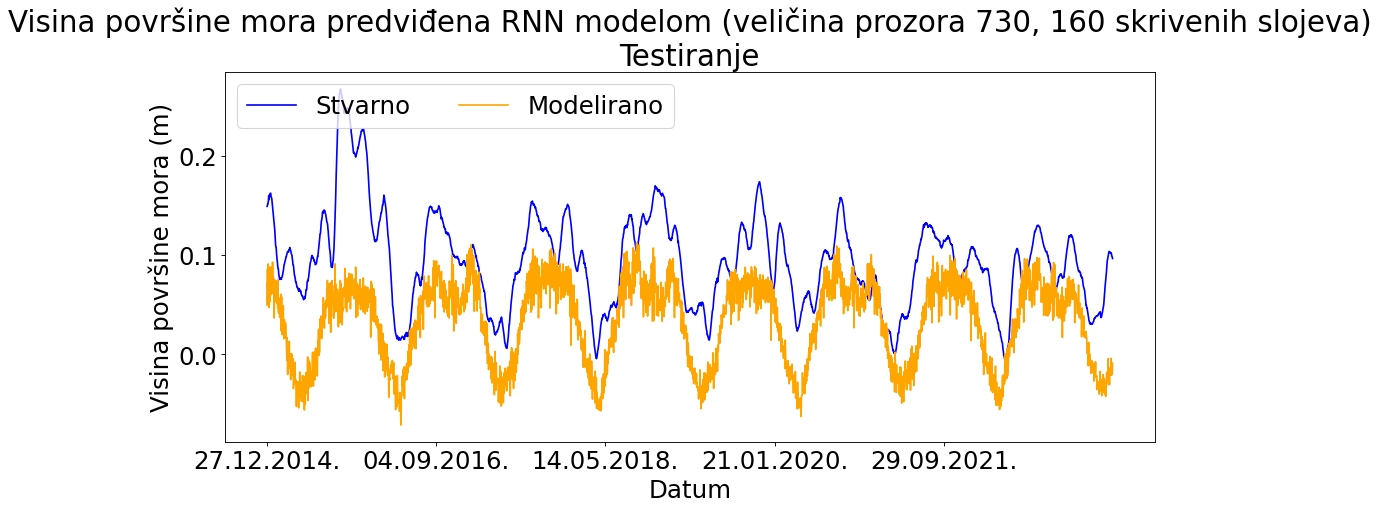 Visina površine mora predviđena RNN modelom (veličina prozora 730, 160 skrivenih slojeva)
Testiranje
Stvarno Modelirano
Visina površine mora (m)
0.2
0.1
0.0
27.12.2014. 04.09.2016. 14.05.2018. 21.01.2020. 29.09.2021.
Datum